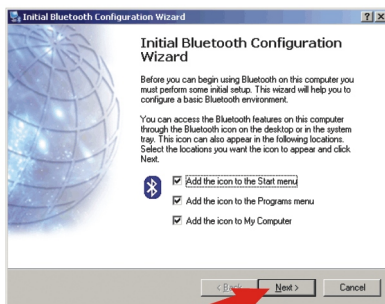 Initial Bluetooth Configuration Wizard
Initial Bluetooth Configuration
Wizard
Before you can begin using Bluetooth on this computer you
must perform some initial setup. This wizard will help you to
configure a basic Bluetooth environment.
You can access the Bluetooth features on this computer
through the Bluetooth icon on the desktop or in the system
tray. This icon can also appear in the following locations.
Select the locations you want the icon to appear and click
Next.
Add the icon to the Start menu
Add the icon to the Programs menu
Add the icon to My Computer
< Back Next > Cancel